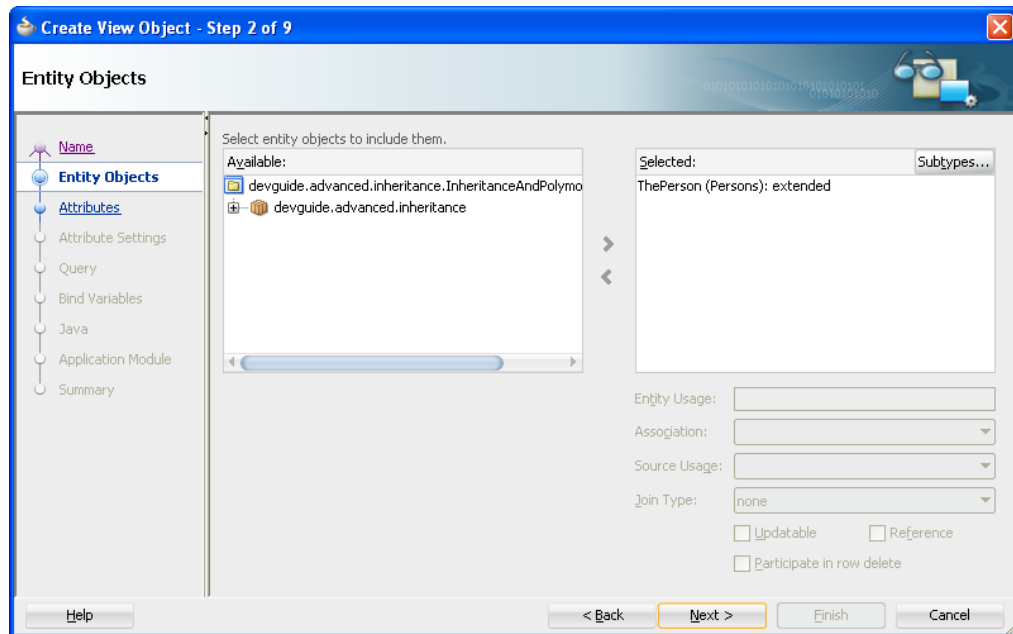 Create View Object - Step 2 of 9
Entity Objects
Name
Entity Objects
Attributes
Attribute Settings
Query
Bind Variables
Java
Application Module
Summary
Select entity objects to include them.
Available:
devguide.advanced.inheritance.InheritanceAndPolymo
devguide.advanced.inheritance
Selected:
Subtypes...
ThePerson (Persons): extended
Entity Usage:
Association:
Source Usage:
Join Type:
none
Updatable
Reference
Participate in row delete
Help
< Back
Next >
Finish
Cancel